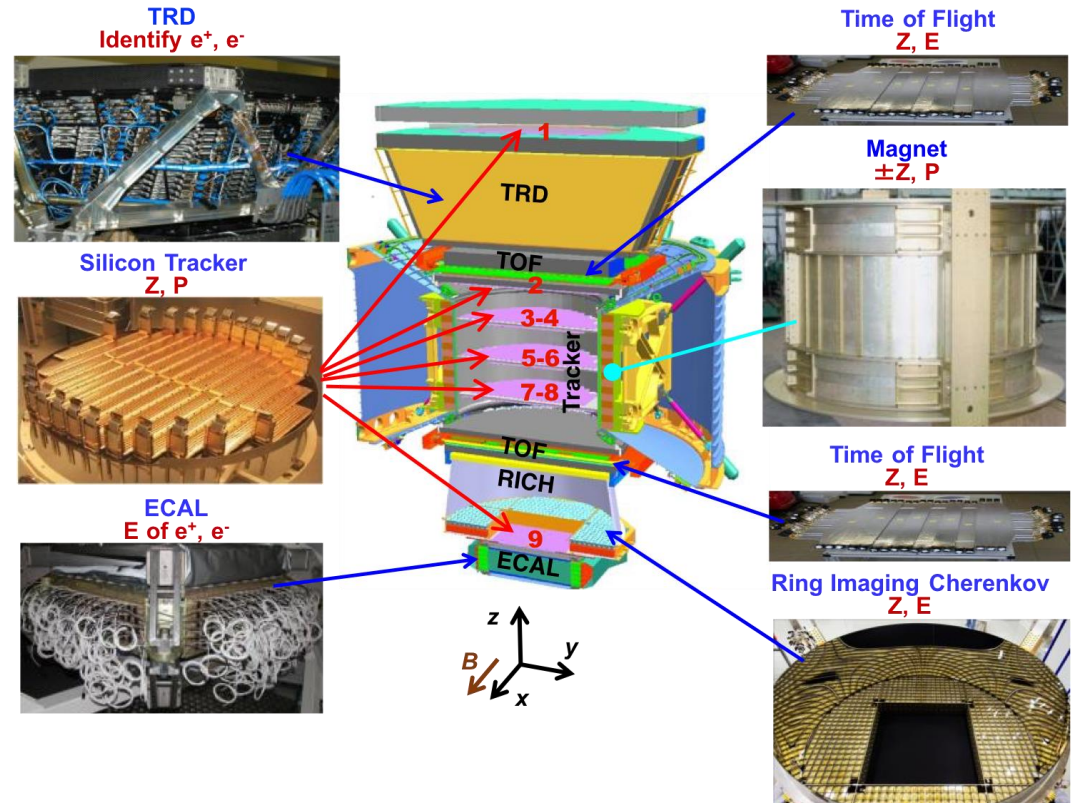 TRD
Identify e⁺, e⁻
Silicon Tracker
Z, P
ECAL
E of e⁺, e⁻
1
TRD
TOF
2
3-4
5-6
7-8
Tracker
TOF
RICH
9
ECAL
z
y
B
x
Time of Flight
Z, E
Magnet
±Z, P
Time of Flight
Z, E
Ring Imaging Cherenkov
Z, E